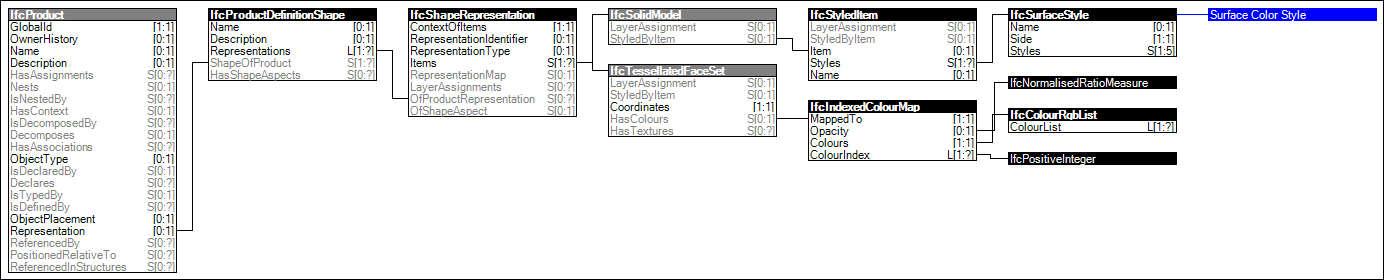 IfcProduct
GlobalId [1:1]
OwnerHistory [0:1]
Name [0:1]
Description [0:1]
HasAssignments S[0:?]
Nests S[0:1]
IsNestedBy S[0:?]
HasContext S[0:1]
IsDecomposedBy S[0:?]
Decomposes S[0:1]
HasAssociations S[0:?]
ObjectType [0:1]
IsDeclaredBy S[0:1]
Declares S[0:?]
IsTypedBy S[0:1]
IsDefinedBy S[0:?]
ObjectPlacement [0:1]
Representation [0:1]
ReferencedBy S[0:?]
PositionedRelativeTo S[0:?]
ReferencedInStructures S[0:?]
IfcProductDefinitionShape
Name [0:1]
Description [0:1]
Representations L[1:?]
ShapeOfProduct S[1:?]
HasShapeAspects S[0:?]
IfcShapeRepresentation
ContextOfItems [1:1]
RepresentationIdentifier [0:1]
RepresentationType [0:1]
Items S[1:?]
RepresentationMap S[0:1]
LayerAssignments S[0:?]
OfProductRepresentation S[0:?]
OfShapeAspect S[0:1]
IfcSolidModel
LayerAssignment S[0:1]
StyledByItem S[0:1]
IfcTessellatedFaceSet
LayerAssignment S[0:1]
StyledByItem S[0:1]
Coordinates [1:1]
HasColours S[0:1]
HasTextures S[0:?]
IfcStyledItem
LayerAssignment S[0:1]
StyledByItem S[0:1]
Item [0:1]
Styles S[1:?]
Name [0:1]
IfcIndexedColourMap
MappedTo [1:1]
Opacity [0:1]
Colours [1:1]
ColourIndex L[1:?]
IfcSurfaceStyle
Name [0:1]
Side [1:1]
Styles S[1:5]
IfcNormalisedRatioMeasure
IfcColourRgbList
ColourList L[1:?]
IfcPositiveInteger
Surface Color Style